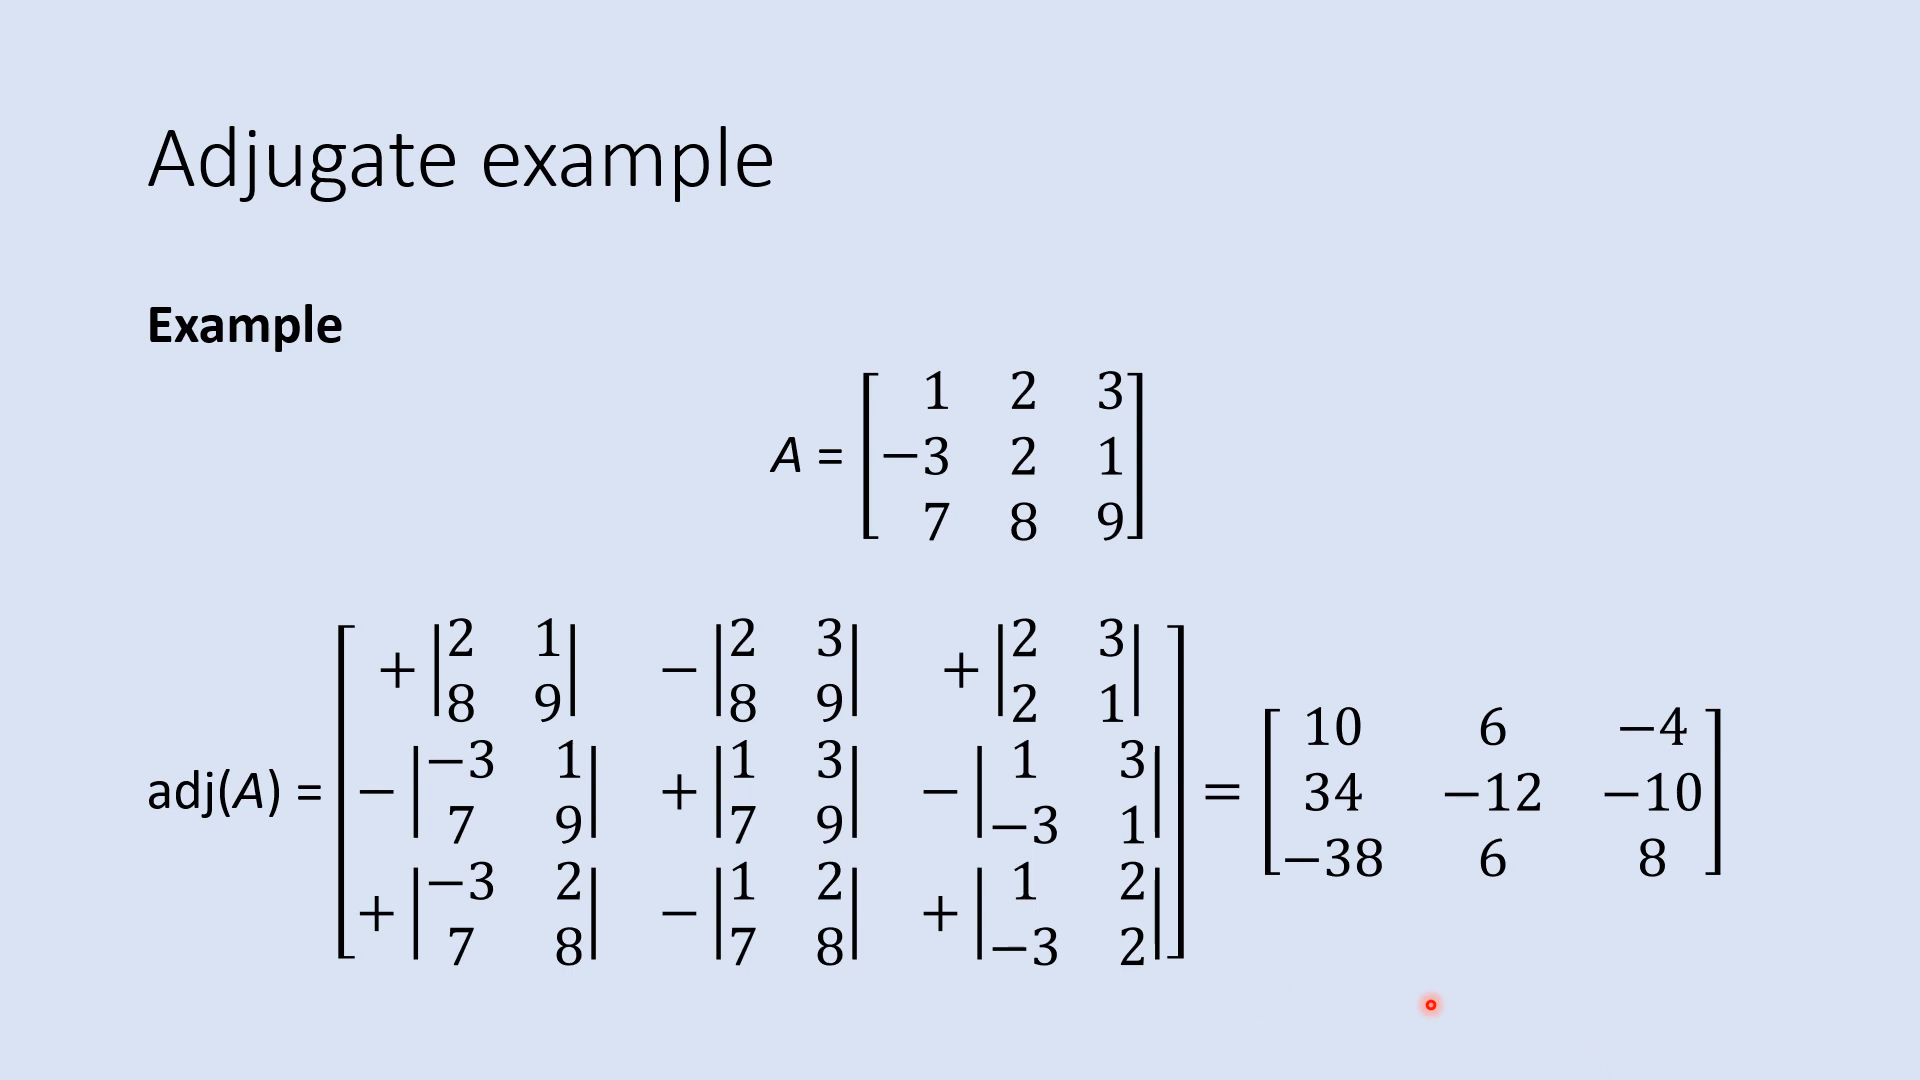 Adjugate example
Example
A = [ 1 2 3
−3 2 1
7 8 9 ]
adj(A) = [ +|2 1; 8 9| −|2 3; 8 9| +|2 3; 2 1|
−|−3 1; 7 9| +|1 3; 7 9| −|1 3; −3 1|
+|−3 2; 7 8| −|1 2; 7 8| +|1 2; −3 2| ]
= [ 10 6 −4
34 −12 −10
−38 6 8 ]